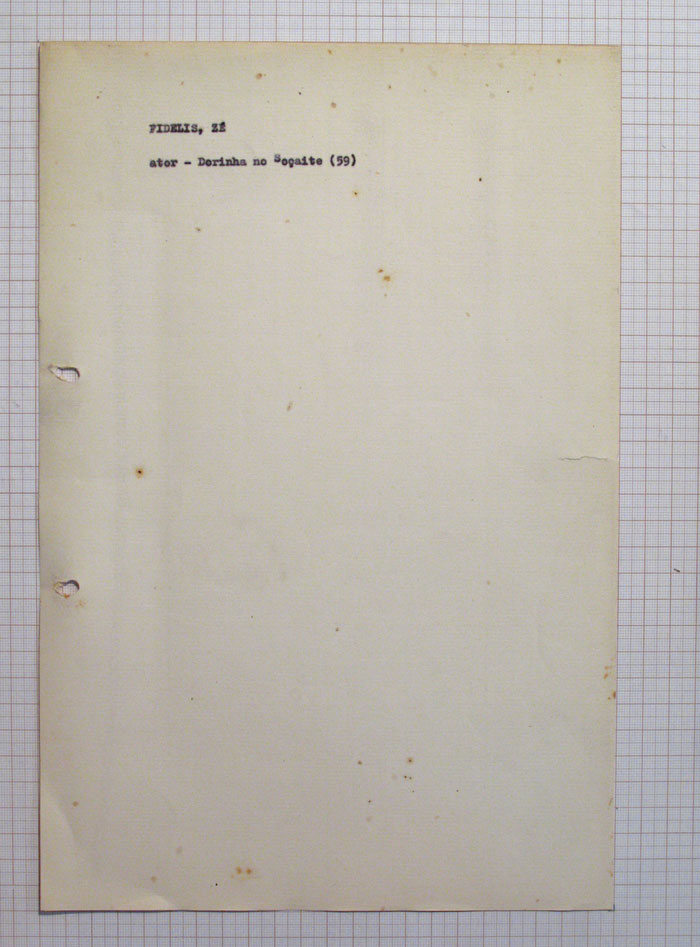 FIDELIS, ZÉ
ator - Dorinha no Soçaite (59)